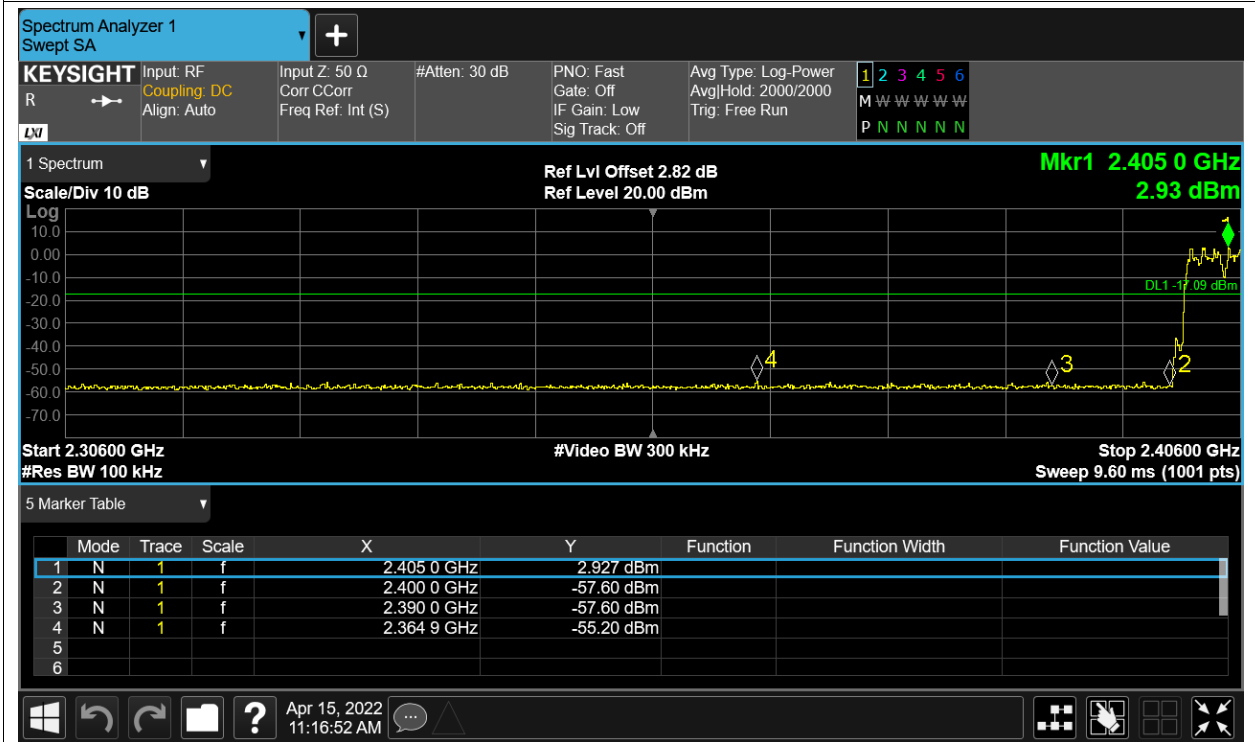 Spectrum Analyzer 1
Swept SA
+
KEYSIGHT Input: RF Input Z: 50 Ω #Atten: 30 dB PNO: Fast Avg Type: Log-Power 1 2 3 4 5 6
R Coupling: DC Corr CCorr Gate: Off Avg|Hold: 2000/2000 M W W W W W
Align: Auto Freq Ref: Int (S) IF Gain: Low Trig: Free Run
LXI Sig Track: Off P N N N N N
1 Spectrum Ref Lvl Offset 2.82 dB Mkr1 2.405 0 GHz
Scale/Div 10 dB Ref Level 20.00 dBm 2.93 dBm
Log
10.0
0.00
-10.0
DL1 -17.09 dBm
-20.0
-30.0
-40.0
4 3 2
-50.0
-60.0
-70.0
Start 2.30600 GHz #Video BW 300 kHz Stop 2.40600 GHz
#Res BW 100 kHz Sweep 9.60 ms (1001 pts)
5 Marker Table
Mode Trace Scale X Y Function Function Width Function Value
1 N 1 f 2.405 0 GHz 2.927 dBm
2 N 1 f 2.400 0 GHz -57.60 dBm
3 N 1 f 2.390 0 GHz -57.60 dBm
4 N 1 f 2.364 9 GHz -55.20 dBm
5
6
? Apr 15, 2022
11:16:52 AM